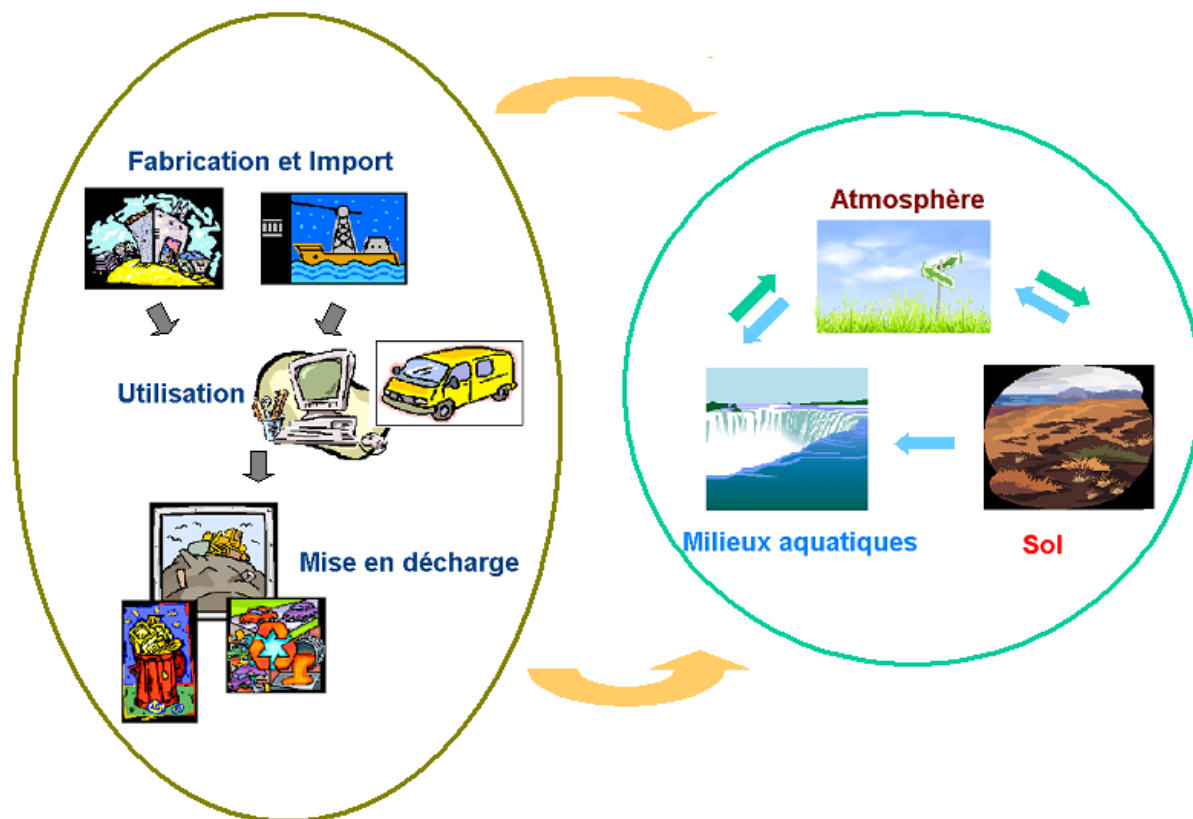 Fabrication et Import
Utilisation
Mise en décharge
Atmosphère
Milieux aquatiques
Sol